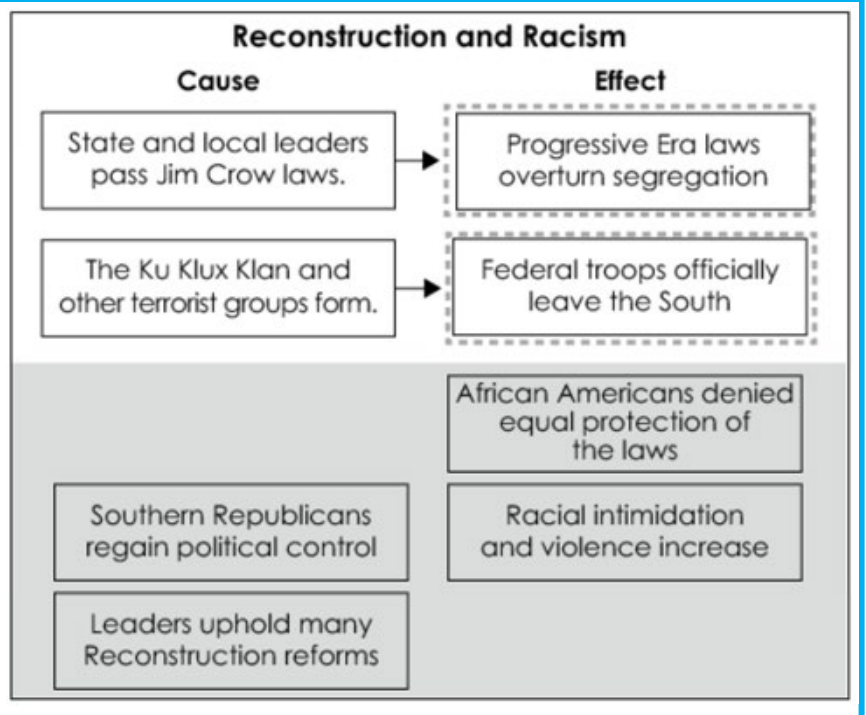 Reconstruction and Racism
Cause
Effect
State and local leaders
pass Jim Crow laws.
Progressive Era laws
overturn segregation
The Ku Klux Klan and
other terrorist groups form.
Federal troops officially
leave the South
African Americans denied
equal protection of
the laws
Southern Republicans
regain political control
Racial intimidation
and violence increase
Leaders uphold many
Reconstruction reforms